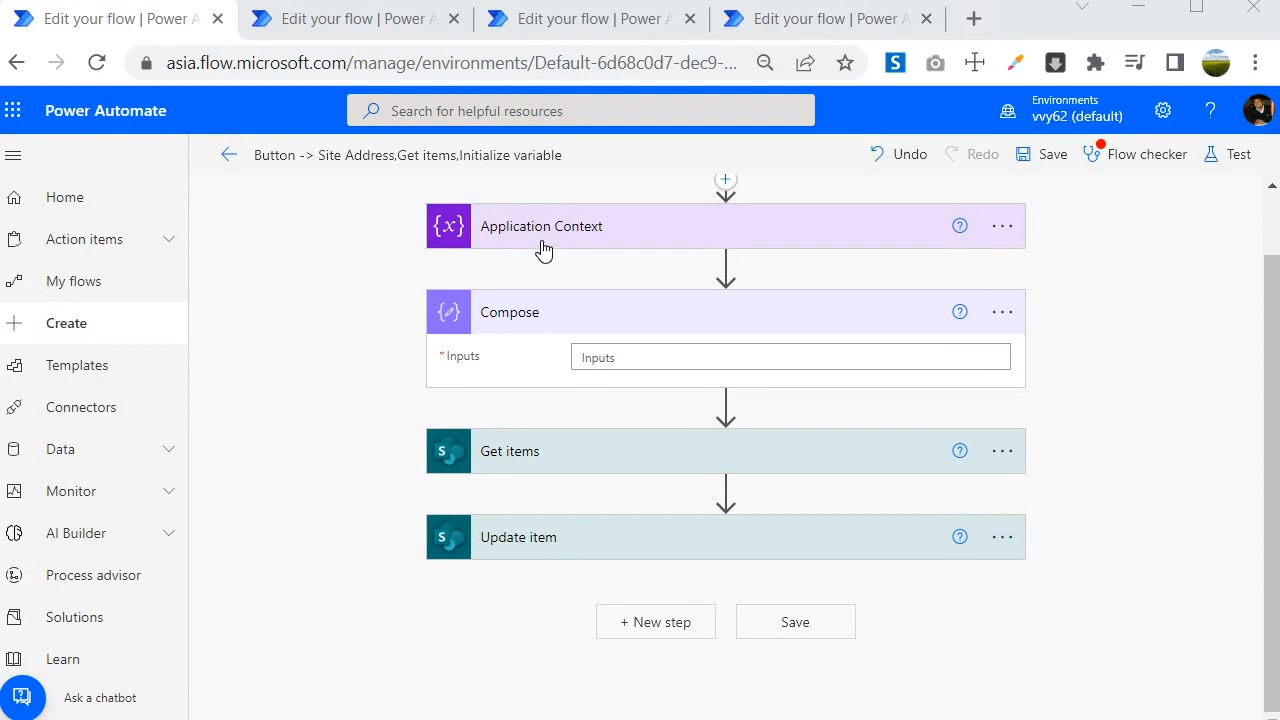 Edit your flow | Power A
Edit your flow | Power A
Edit your flow | Power A
Edit your flow | Power A
asia.flow.microsoft.com/manage/environments/Default-6d68c0d7-dec9-...
Power Automate
Search for helpful resources
Environments
vvy62 (default)
Button -> Site Address,Get items,Initialize variable
Undo
Redo
Save
Flow checker
Test
Home
Action items
My flows
Create
Templates
Connectors
Data
Monitor
AI Builder
Process advisor
Solutions
Learn
Ask a chatbot
{x} Application Context
Compose
* Inputs
Inputs
S Get items
S Update item
+ New step
Save